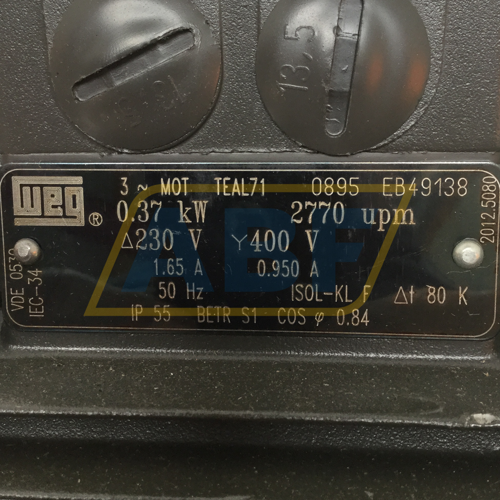 13,5
weg ®
3 ~ MOT TEAL71 0895 EB49138
0.37 kW 2770 upm
Δ230 V Y400 V
1.65 A 0.950 A
50 Hz ISOL-KL F Δt 80 K
IP 55 BETR S1 COS φ 0.84
VDE 0530
IEC-34
2012.5080
ABF